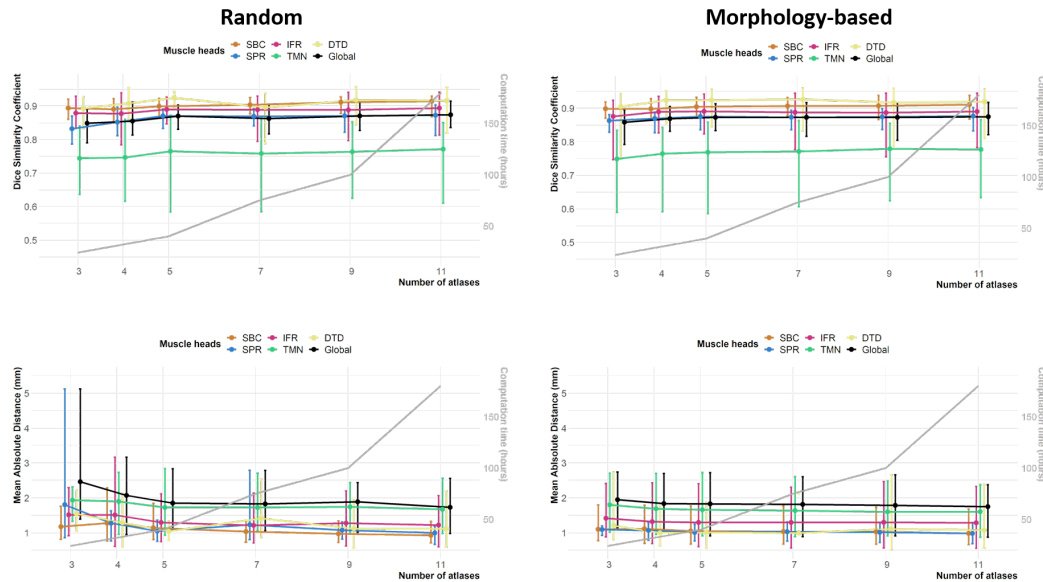 Random
Morphology-based
Muscle heads
SBC IFR DTD
SPR TMN Global
Dice Similarity Coefficient
0.9
0.8
0.7
0.6
0.5
Computation time (hours)
150
100
50
3 4 5 7 9 11
Number of atlases
Muscle heads
SBC IFR DTD
SPR TMN Global
Dice Similarity Coefficient
0.9
0.8
0.7
0.6
0.5
Computation time (hours)
150
100
50
3 4 5 7 9 11
Number of atlases
Muscle heads
SBC IFR DTD
SPR TMN Global
Mean Absolute Distance (mm)
5
4
3
2
1
Computation time (hours)
150
100
50
3 4 5 7 9 11
Number of atlases
Muscle heads
SBC IFR DTD
SPR TMN Global
Mean Absolute Distance (mm)
5
4
3
2
1
Computation time (hours)
150
100
50
3 4 5 7 9 11
Number of atlases